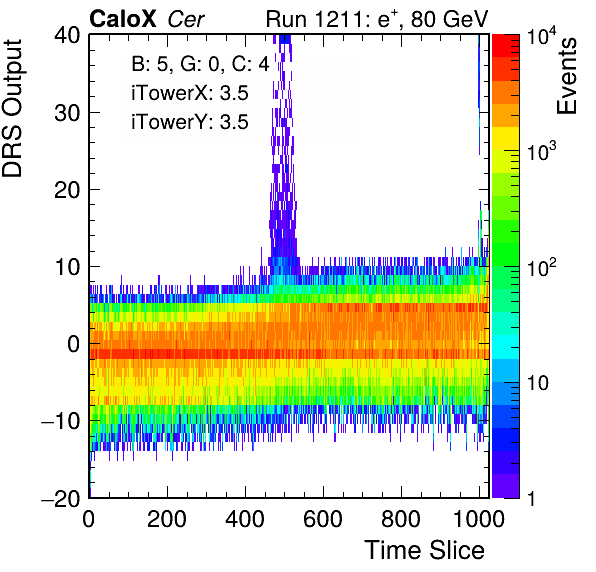 CaloX Cer Run 1211: e+, 80 GeV
B: 5, G: 0, C: 4
iTowerX: 3.5
iTowerY: 3.5
DRS Output
40
30
20
10
0
−10
−20
0 200 400 600 800 1000
Time Slice
Events
10^4
10^3
10^2
10
1